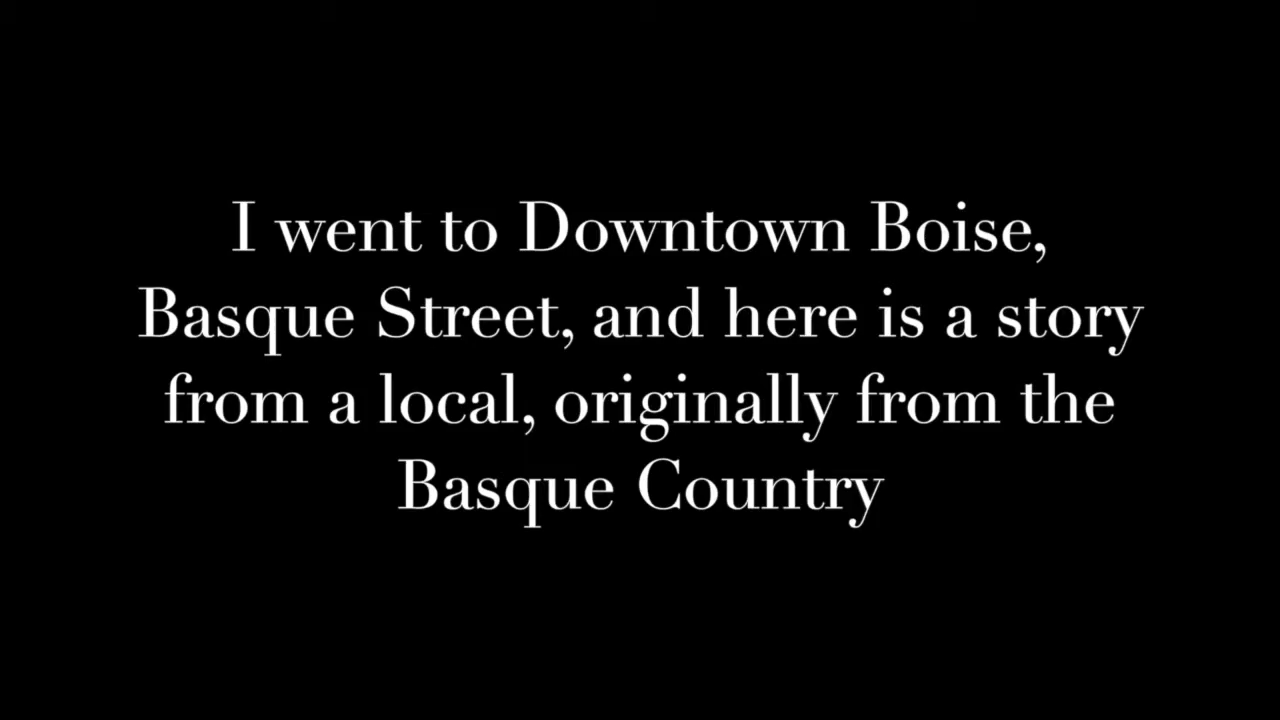 I went to Downtown Boise,
Basque Street, and here is a story
from a local, originally from the
Basque Country